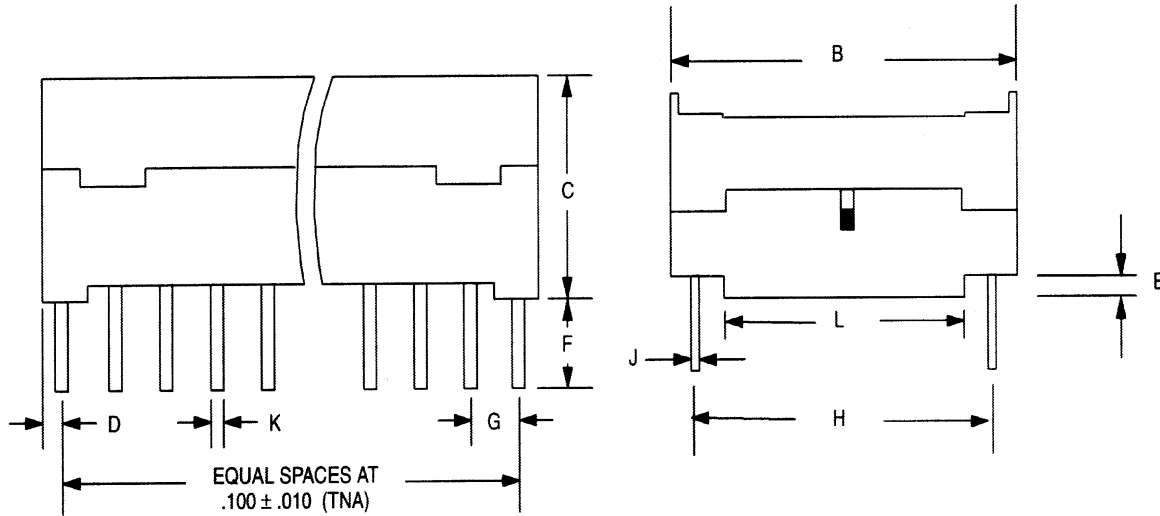 B
C
E
L
F
J
D
K
G
H
EQUAL SPACES AT
.100 ± .010 (TNA)